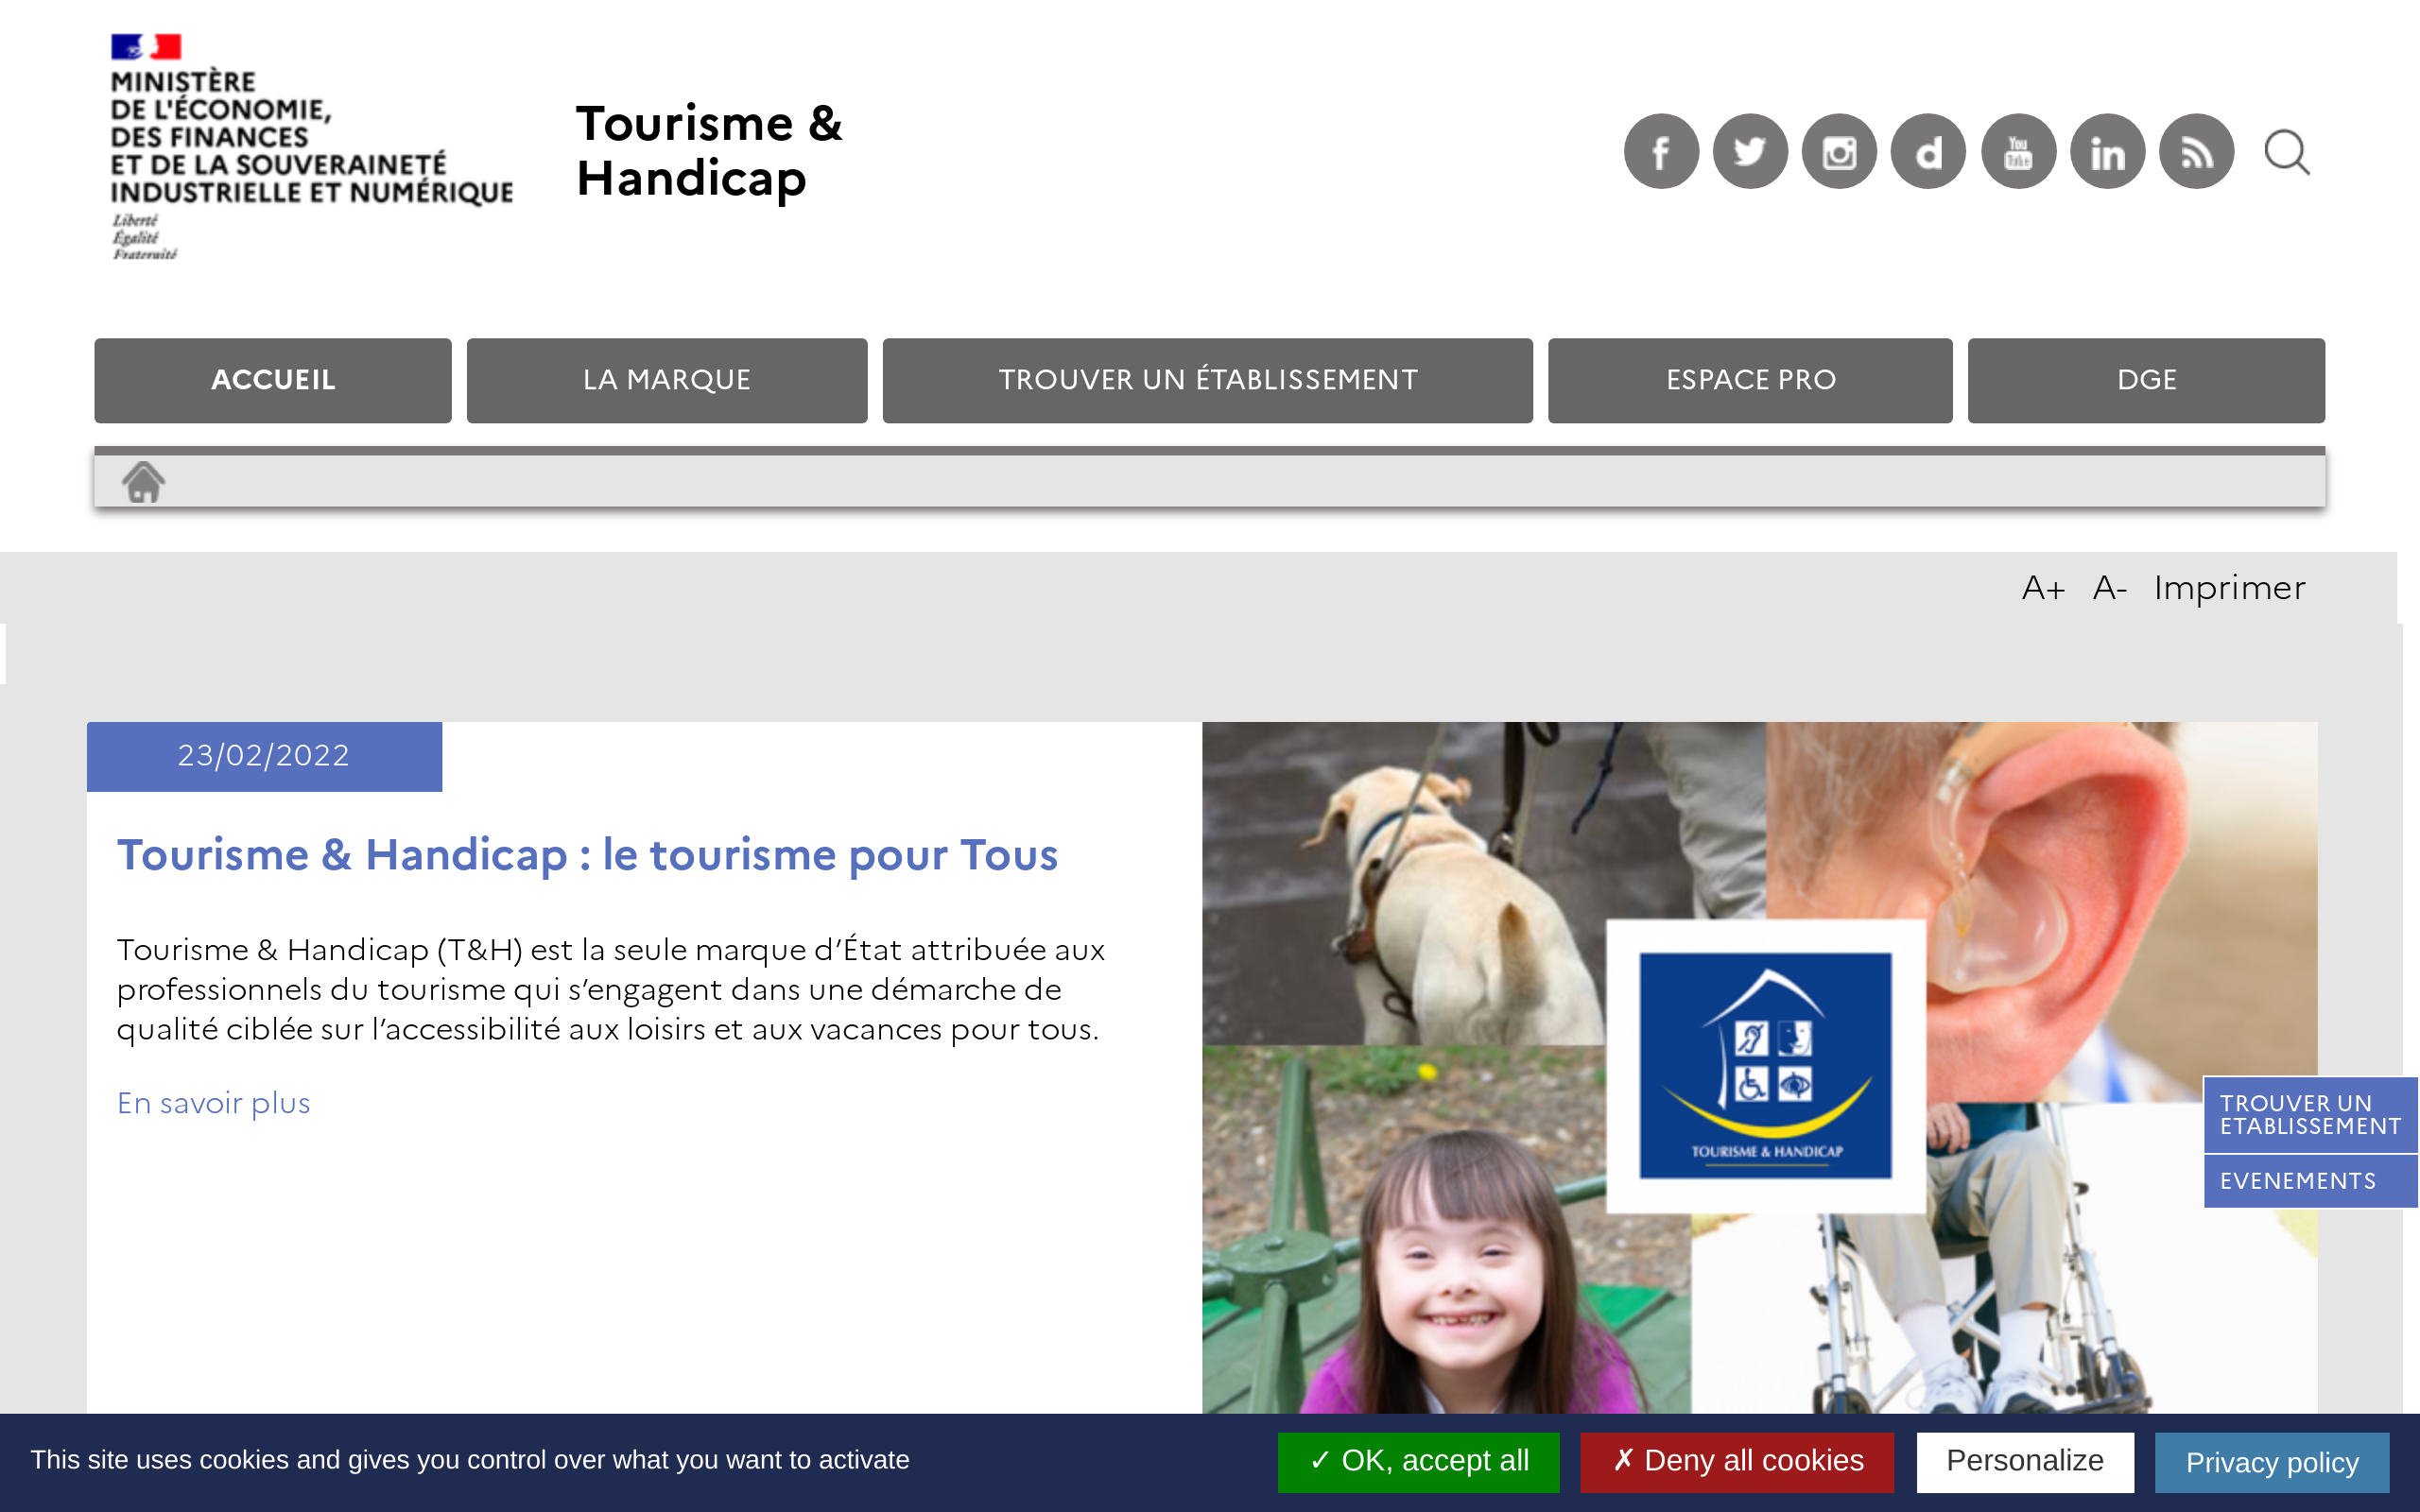 MINISTÈRE
DE L'ÉCONOMIE,
DES FINANCES
ET DE LA SOUVERAINETÉ
INDUSTRIELLE ET NUMÉRIQUE
Liberté
Égalité
Fraternité
Tourisme &
Handicap
You
Tube
in
ACCUEIL
LA MARQUE
TROUVER UN ÉTABLISSEMENT
ESPACE PRO
DGE
A+ A- Imprimer
23/02/2022
Tourisme & Handicap : le tourisme pour Tous
Tourisme & Handicap (T&H) est la seule marque d’État attribuée aux
professionnels du tourisme qui s’engagent dans une démarche de
qualité ciblée sur l’accessibilité aux loisirs et aux vacances pour tous.
En savoir plus
TOURISME & HANDICAP
TROUVER UN
ETABLISSEMENT
EVENEMENTS
This site uses cookies and gives you control over what you want to activate
✓ OK, accept all
✗ Deny all cookies
Personalize
Privacy policy